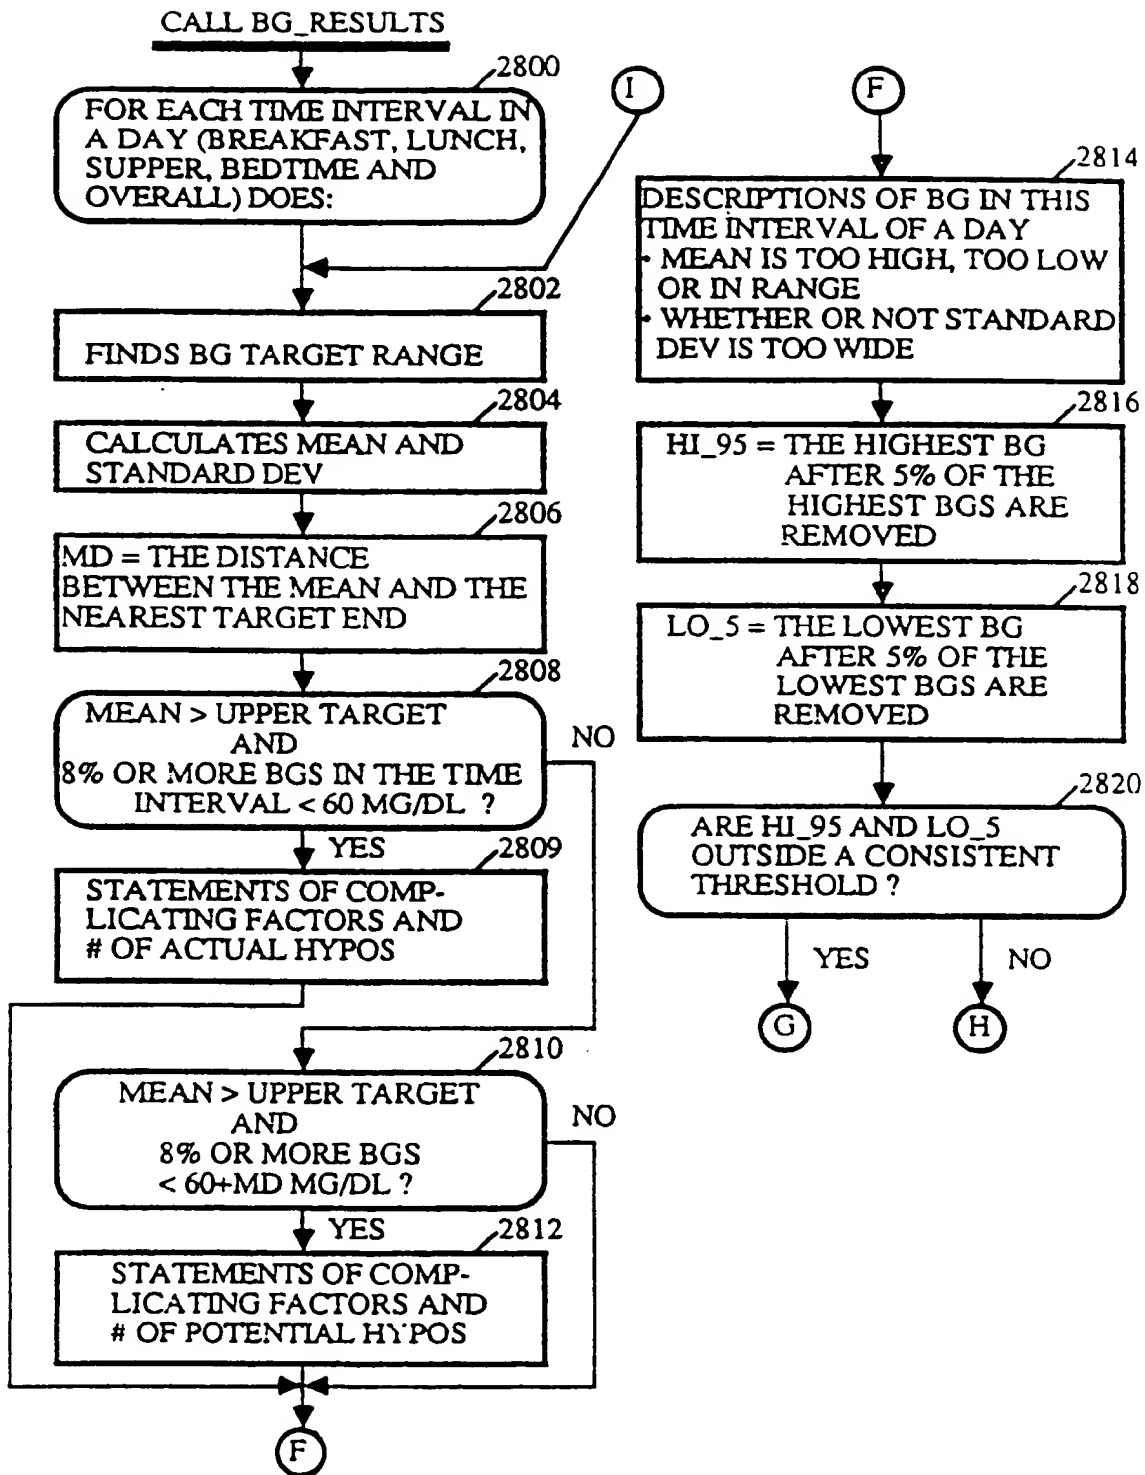 CALL BG_RESULTS
2800
FOR EACH TIME INTERVAL IN
A DAY (BREAKFAST, LUNCH,
SUPPER, BEDTIME AND
OVERALL) DOES:
2802
FINDS BG TARGET RANGE
2804
CALCULATES MEAN AND
STANDARD DEV
2806
MD = THE DISTANCE
BETWEEN THE MEAN AND THE
NEAREST TARGET END
2808
MEAN > UPPER TARGET
AND
8% OR MORE BGS IN THE TIME
INTERVAL < 60 MG/DL ?
NO
YES
2809
STATEMENTS OF COMP-
LICATING FACTORS AND
# OF ACTUAL HYPOS
2810
MEAN > UPPER TARGET
AND
8% OR MORE BGS
< 60+MD MG/DL ?
NO
YES
2812
STATEMENTS OF COMP-
LICATING FACTORS AND
# OF POTENTIAL HYPOS
F
I
F
2814
DESCRIPTIONS OF BG IN THIS
TIME INTERVAL OF A DAY
· MEAN IS TOO HIGH, TOO LOW
OR IN RANGE
· WHETHER OR NOT STANDARD
DEV IS TOO WIDE
2816
HI_95 = THE HIGHEST BG
AFTER 5% OF THE
HIGHEST BGS ARE
REMOVED
2818
LO_5 = THE LOWEST BG
AFTER 5% OF THE
LOWEST BGS ARE
REMOVED
2820
ARE HI_95 AND LO_5
OUTSIDE A CONSISTENT
THRESHOLD ?
YES
NO
G
H